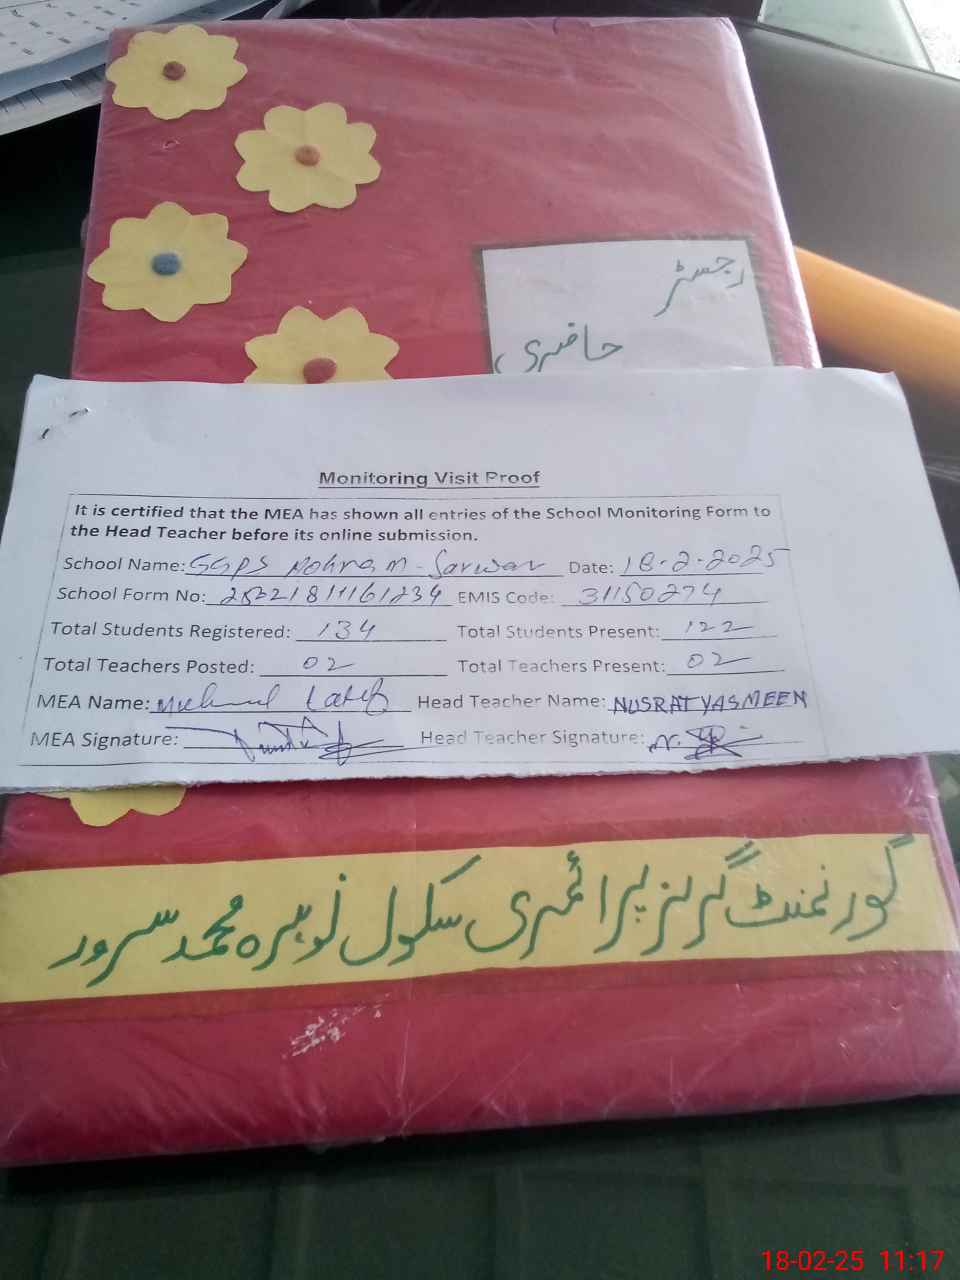 رجسٹر
حاضری
Monitoring Visit Proof
It is certified that the MEA has shown all entries of the School Monitoring Form to
the Head Teacher before its online submission.
School Name: GGPS Sarwar Date: 18-2-2025
School Form No: EMIS Code: 31150274
Total Students Registered: 134 Total Students Present: 122
Total Teachers Posted: 02 Total Teachers Present: 02
MEA Name: Latif Head Teacher Name: NUSRAT YASMEEN
MEA Signature: Head Teacher Signature:
گورنمنٹ گرلز پرائمری سکول نوہرہ محمد سرور
18-02-25 11:17